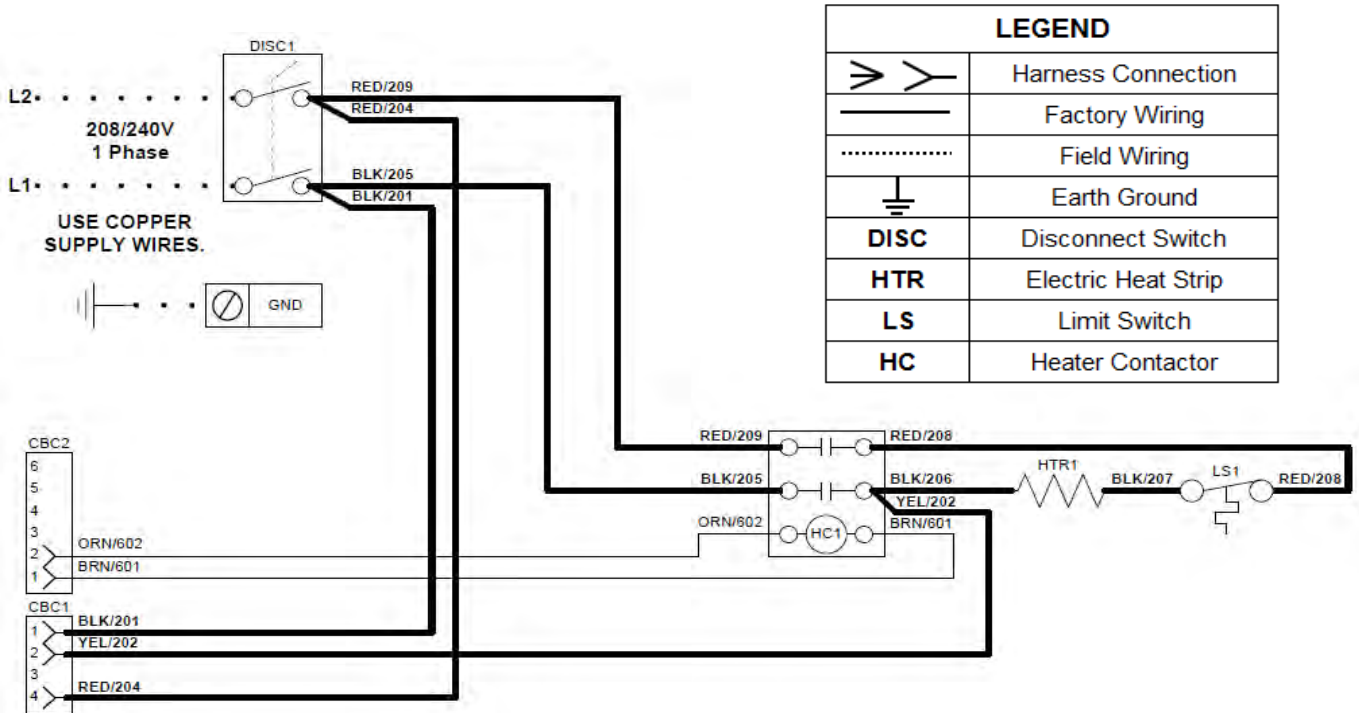 DISC1
L2
RED/209
RED/204
208/240V
1 Phase
L1
BLK/205
BLK/201
USE COPPER
SUPPLY WIRES.
GND
LEGEND
Harness Connection
Factory Wiring
Field Wiring
Earth Ground
DISC Disconnect Switch
HTR Electric Heat Strip
LS Limit Switch
HC Heater Contactor
RED/209
RED/208
BLK/205
BLK/206
YEL/202
HTR1
BLK/207
LS1
RED/208
ORN/602
HC1
BRN/601
CBC2
6
5
4
3
2 ORN/602
1 BRN/601
CBC1
1 BLK/201
2 YEL/202
3
4 RED/204